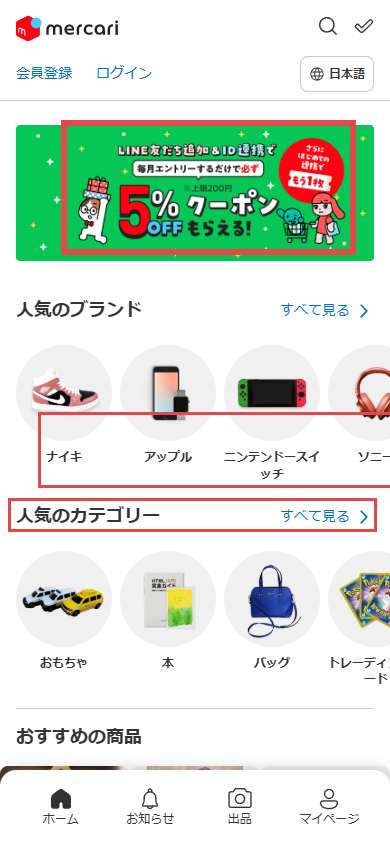 mercari
会員登録 ログイン 日本語
LINE友だち追加&ID連携で
毎月エントリーするだけで必ず
※上限200円
5%OFFクーポン
もらえる!
さらに
はじめての
連携で
もう1枚
人気のブランド すべて見る
ナイキ アップル ニンテンドースイッチ ソニー
人気のカテゴリー すべて見る
おもちゃ 本 バッグ トレーディン
ード
おすすめの商品
ホーム お知らせ 出品 マイページ